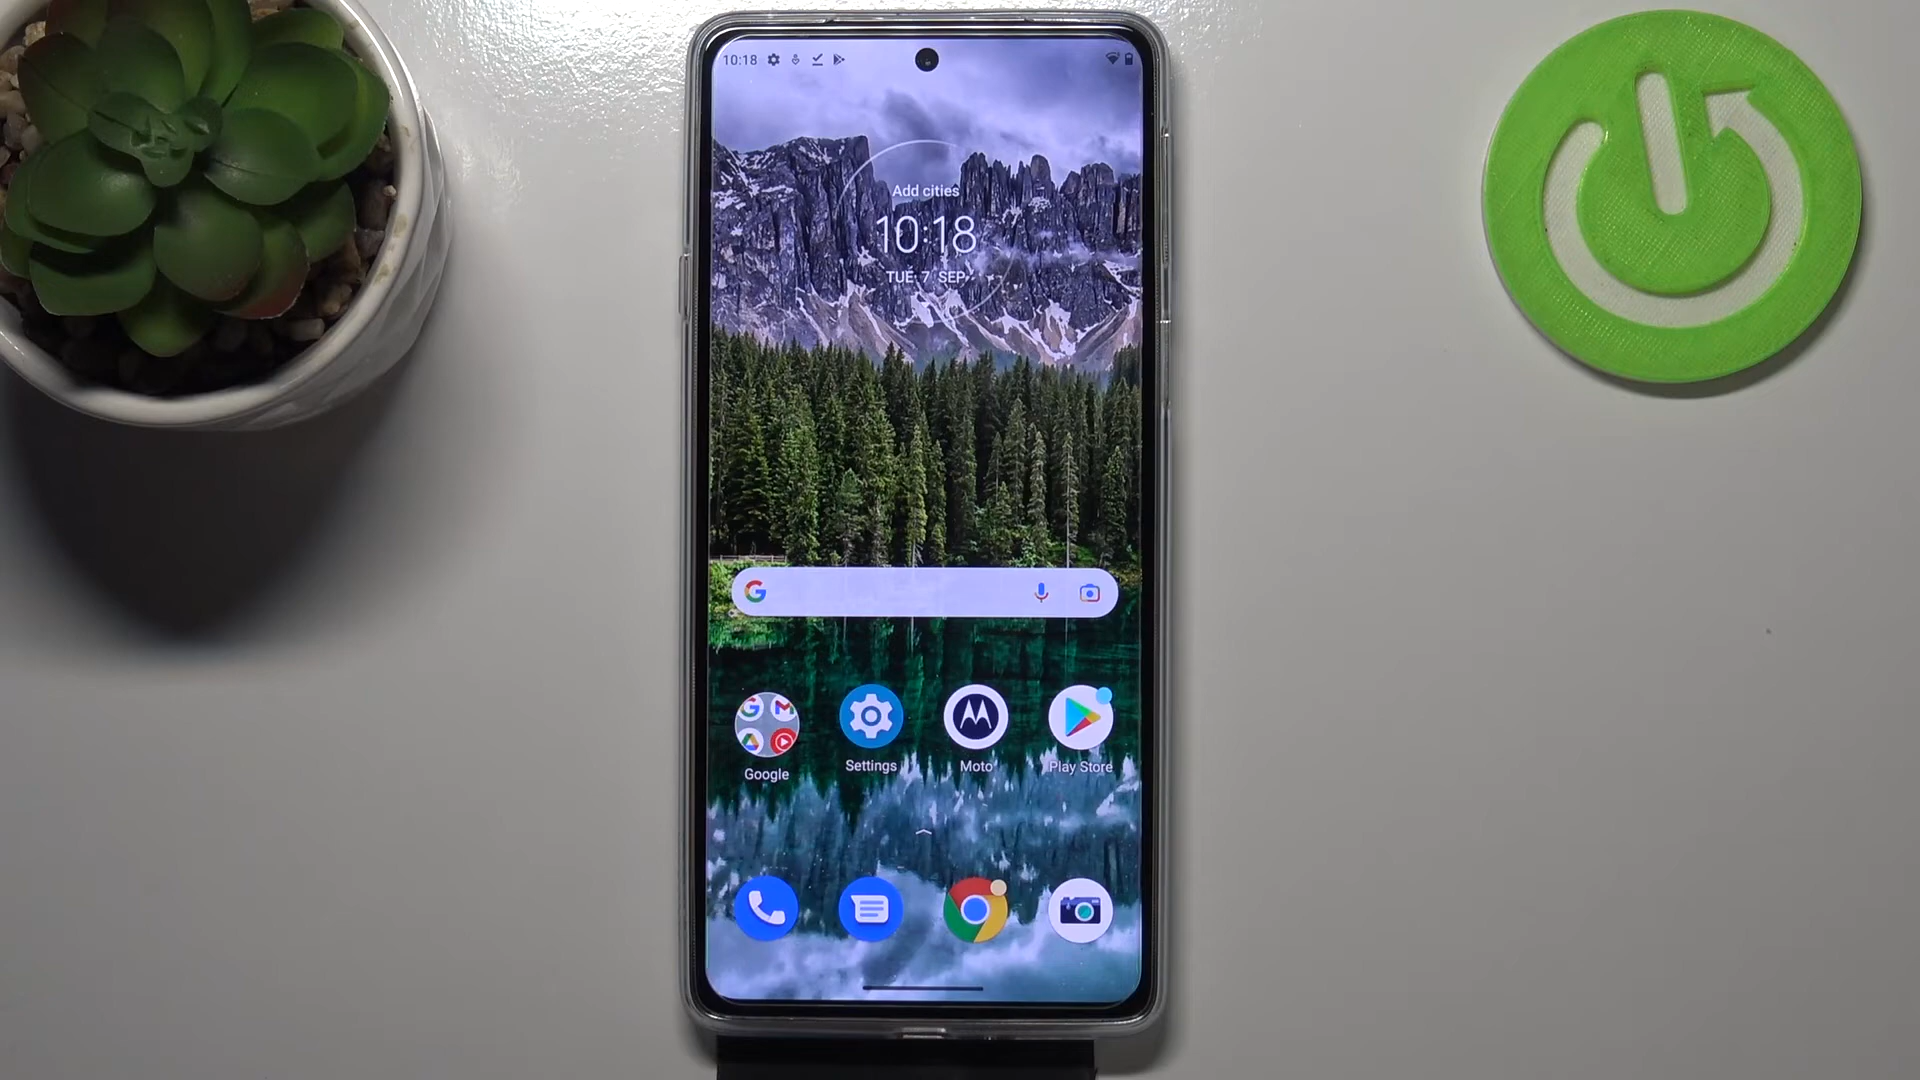 10:18
Add cities
10:18
TUE, 7 SEP
Google
Settings
Moto
Play Store